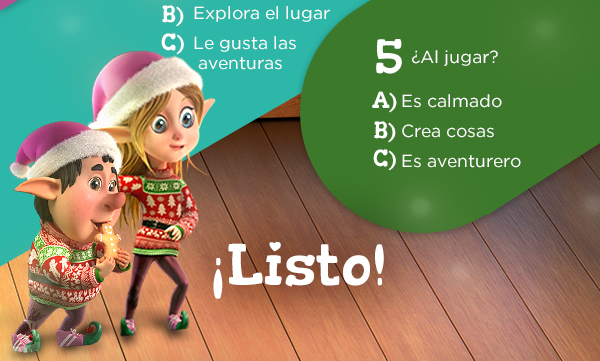 B) Explora el lugar
C) Le gusta las
aventuras
5 ¿Al jugar?
A) Es calmado
B) Crea cosas
C) Es aventurero
¡Listo!